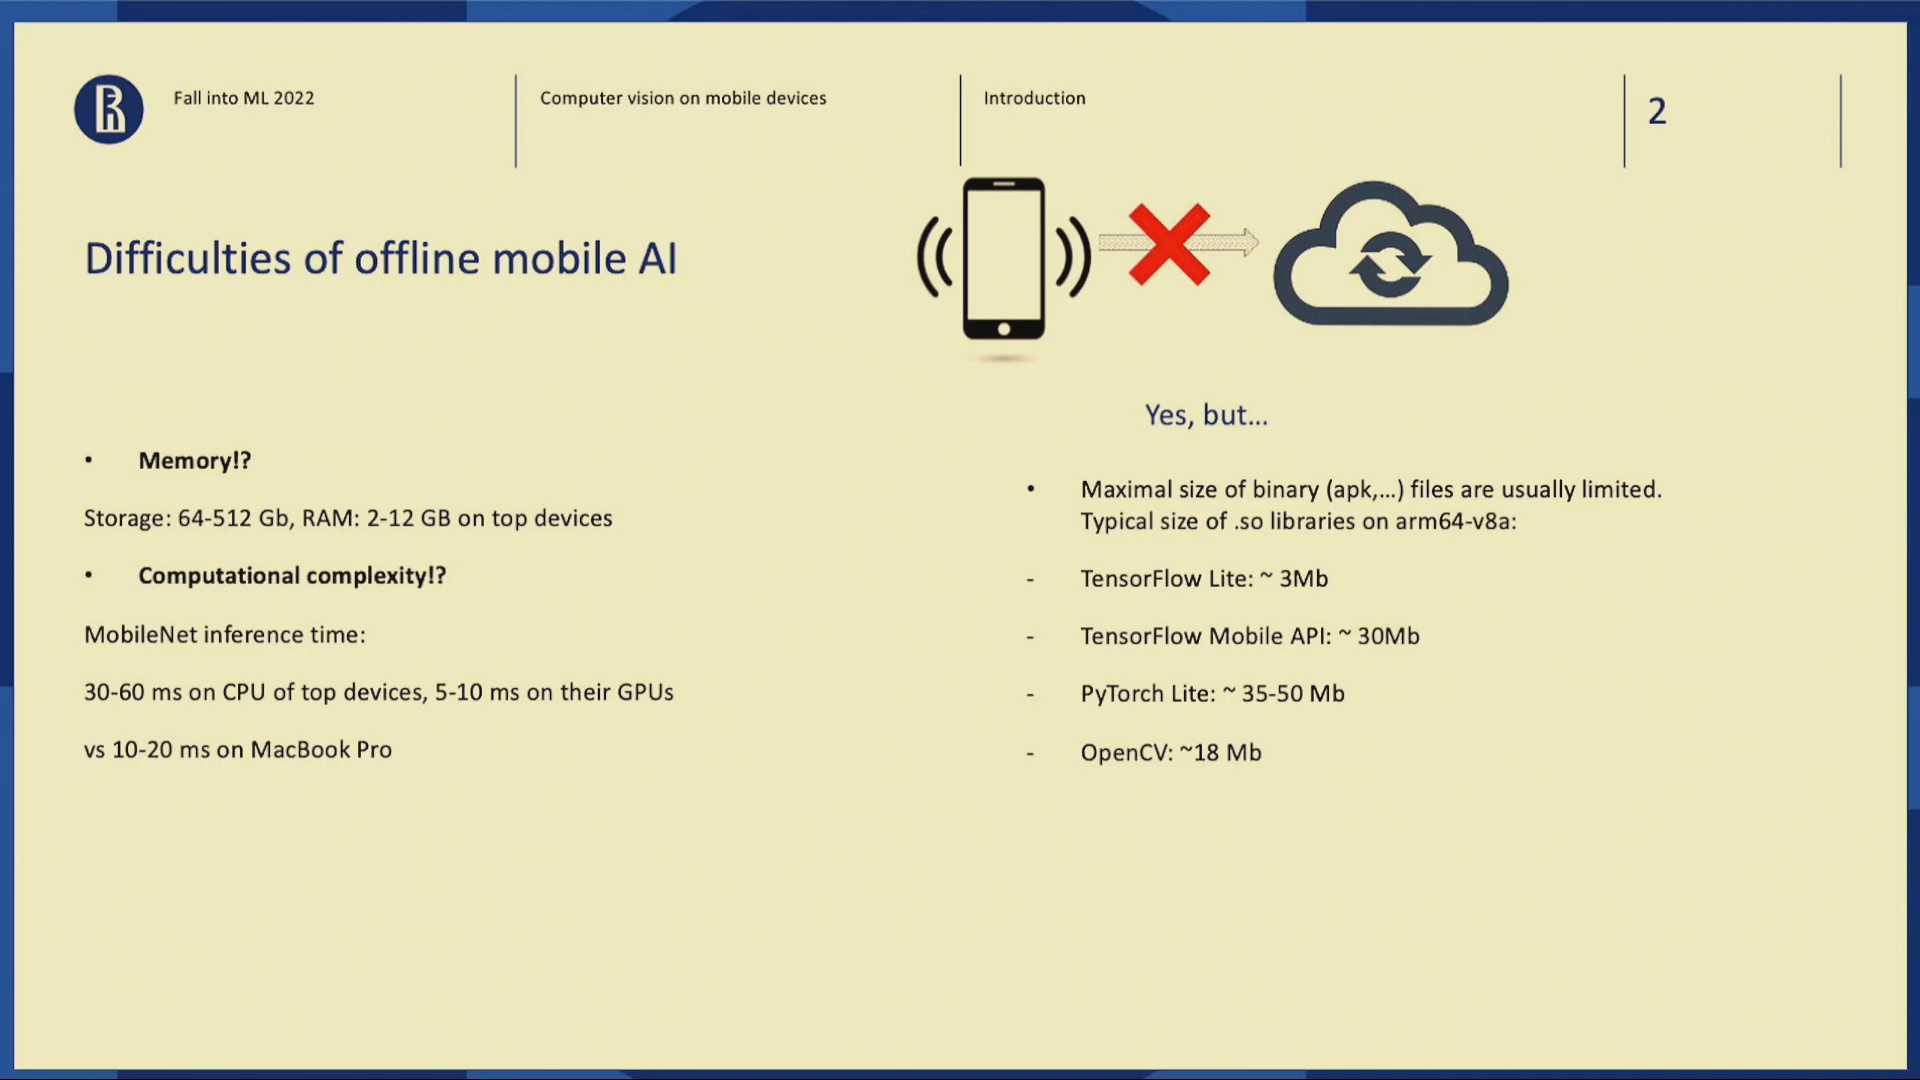 Fall into ML 2022
Computer vision on mobile devices
Introduction
2
Difficulties of offline mobile AI
• Memory!?
Storage: 64-512 Gb, RAM: 2-12 GB on top devices
• Computational complexity!?
MobileNet inference time:
30-60 ms on CPU of top devices, 5-10 ms on their GPUs
vs 10-20 ms on MacBook Pro
Yes, but...
• Maximal size of binary (apk,...) files are usually limited.
Typical size of .so libraries on arm64-v8a:
- TensorFlow Lite: ~ 3Mb
- TensorFlow Mobile API: ~ 30Mb
- PyTorch Lite: ~ 35-50 Mb
- OpenCV: ~18 Mb